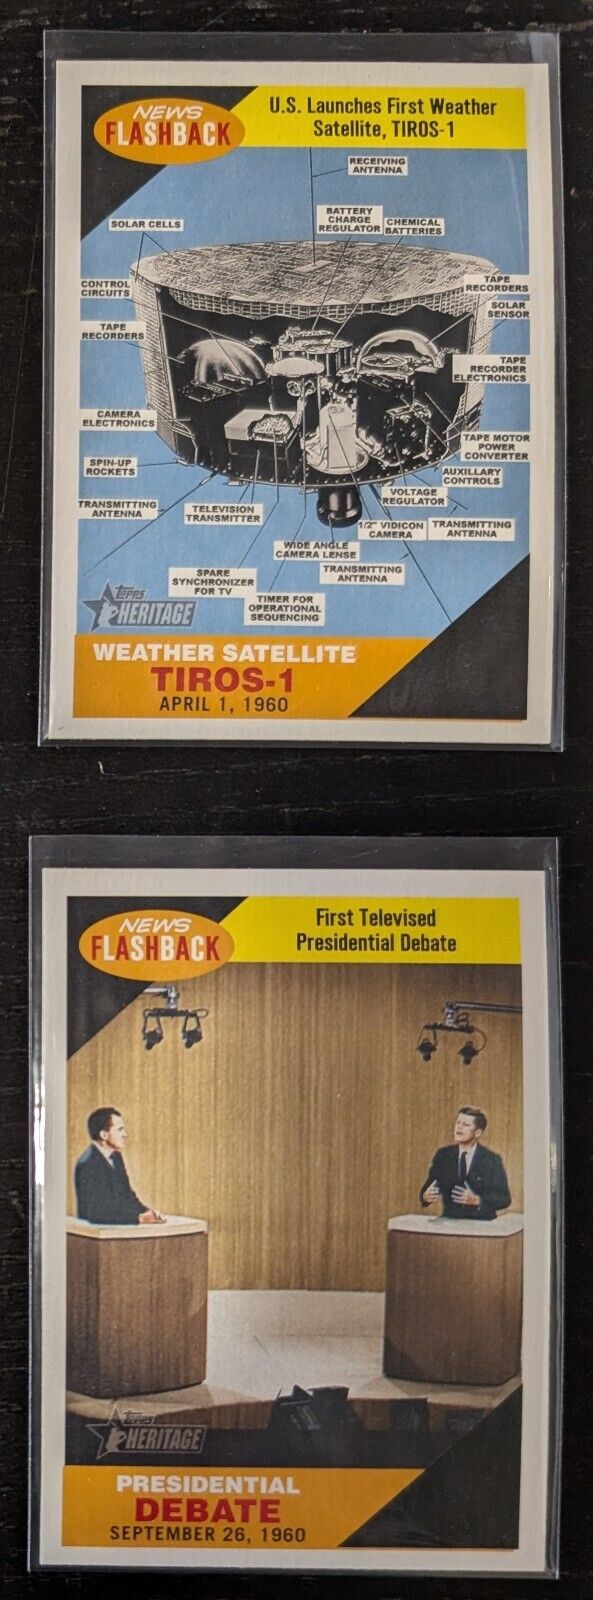 NEWS
FLASHBACK
U.S. Launches First Weather
Satellite, TIROS-1
RECEIVING
ANTENNA
BATTERY
CHARGE
REGULATOR
CHEMICAL
BATTERIES
SOLAR CELLS
CONTROL
CIRCUITS
TAPE
RECORDERS
SOLAR
SENSOR
TAPE
RECORDERS
TAPE
RECORDER
ELECTRONICS
CAMERA
ELECTRONICS
TAPE MOTOR
POWER
CONVERTER
SPIN-UP
ROCKETS
AUXILLARY
CONTROLS
VOLTAGE
REGULATOR
TRANSMITTING
ANTENNA
TELEVISION
TRANSMITTER
1/2" VIDICON
CAMERA
TRANSMITTING
ANTENNA
WIDE ANGLE
CAMERA LENSE
TRANSMITTING
ANTENNA
SPARE
SYNCHRONIZER
FOR TV
TIMER FOR
OPERATIONAL
SEQUENCING
Topps
HERITAGE
WEATHER SATELLITE
TIROS-1
APRIL 1, 1960
NEWS
FLASHBACK
First Televised
Presidential Debate
Topps
HERITAGE
PRESIDENTIAL
DEBATE
SEPTEMBER 26, 1960